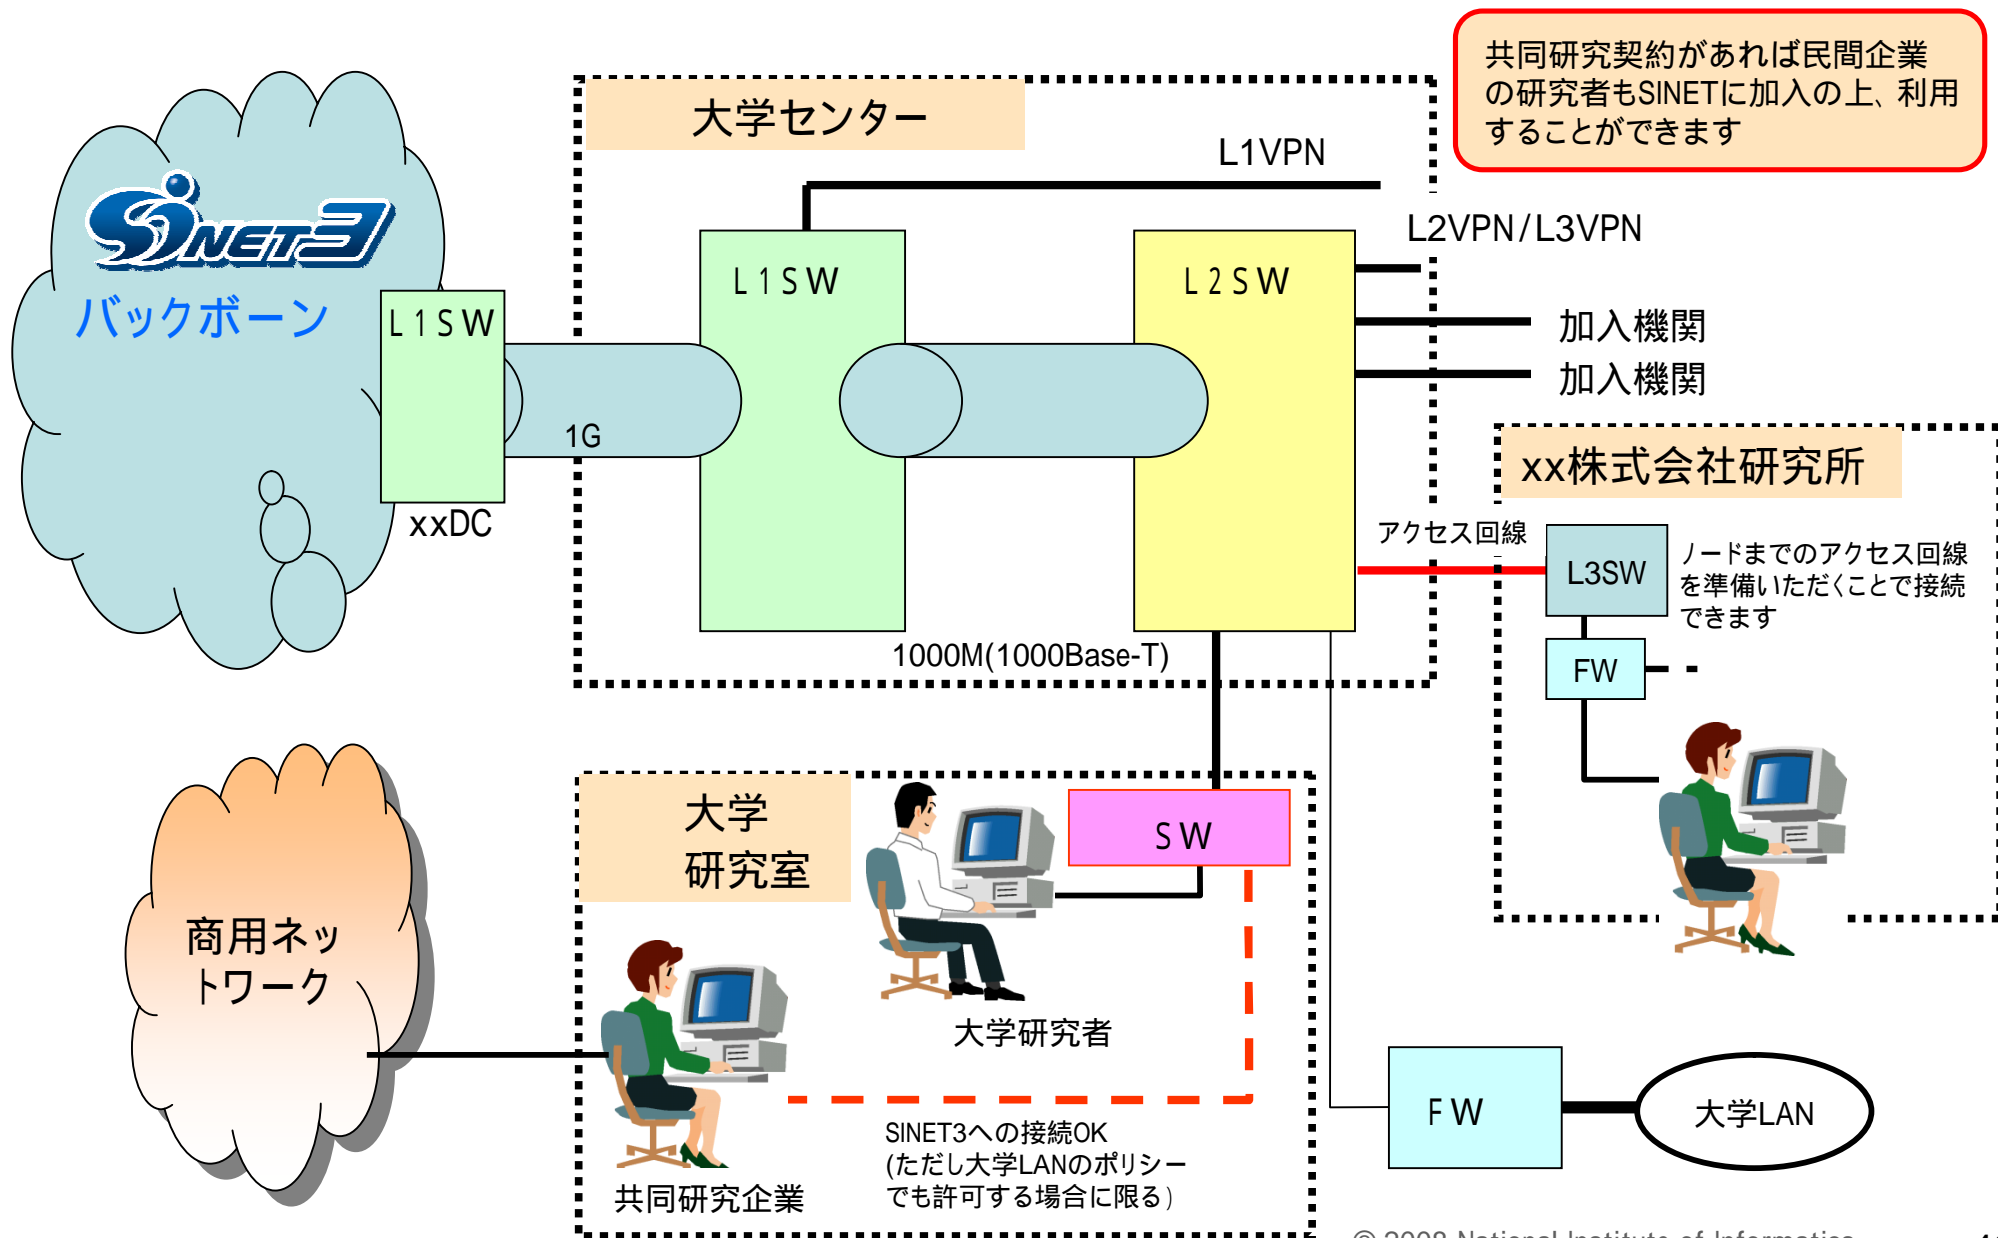 共同研究契約があれば民間企業
の研究者もSINETに加入の上、利用
することができます
大学センター
L1VPN
L2VPN/L3VPN
SINET3
バックボーン
L1SW
L1SW
L2SW
加入機関
加入機関
1G
xxDC
xx株式会社研究所
アクセス回線
L3SW
ノードまでのアクセス回線
を準備いただくことで接続
できます
FW
1000M(1000Base-T)
大学
研究室
SW
商用ネッ
トワーク
大学研究者
FW
大学LAN
SINET3への接続OK
(ただし大学LANのポリシー
でも許可する場合に限る)
共同研究企業
© 2008 National Institute of Informatics